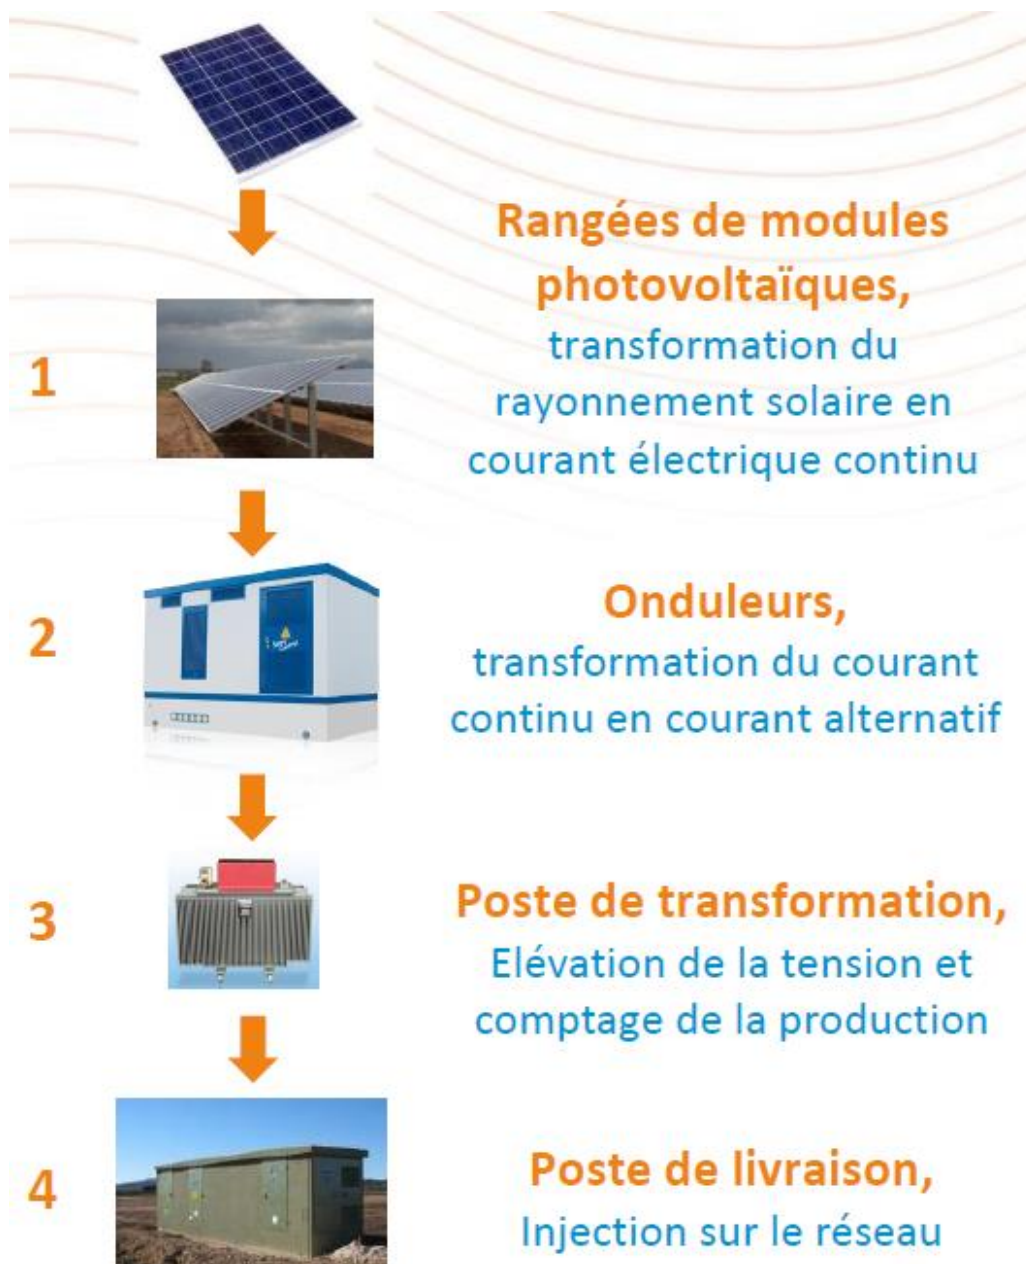 Rangées de modules
photovoltaïques,
1
transformation du
rayonnement solaire en
courant électrique continu
2
Onduleurs,
transformation du courant
continu en courant alternatif
3
Poste de transformation,
Elévation de la tension et
comptage de la production
4
Poste de livraison,
Injection sur le réseau